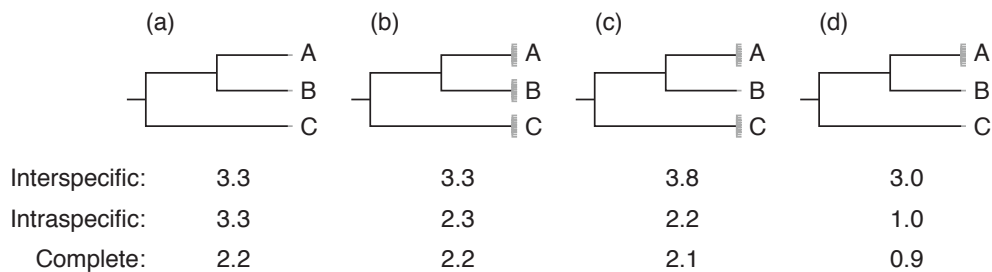 (a) (b) (c) (d)
A A A A
B B B B
C C C C
Interspecific: 3.3 3.3 3.8 3.0
Intraspecific: 3.3 2.3 2.2 1.0
Complete: 2.2 2.2 2.1 0.9